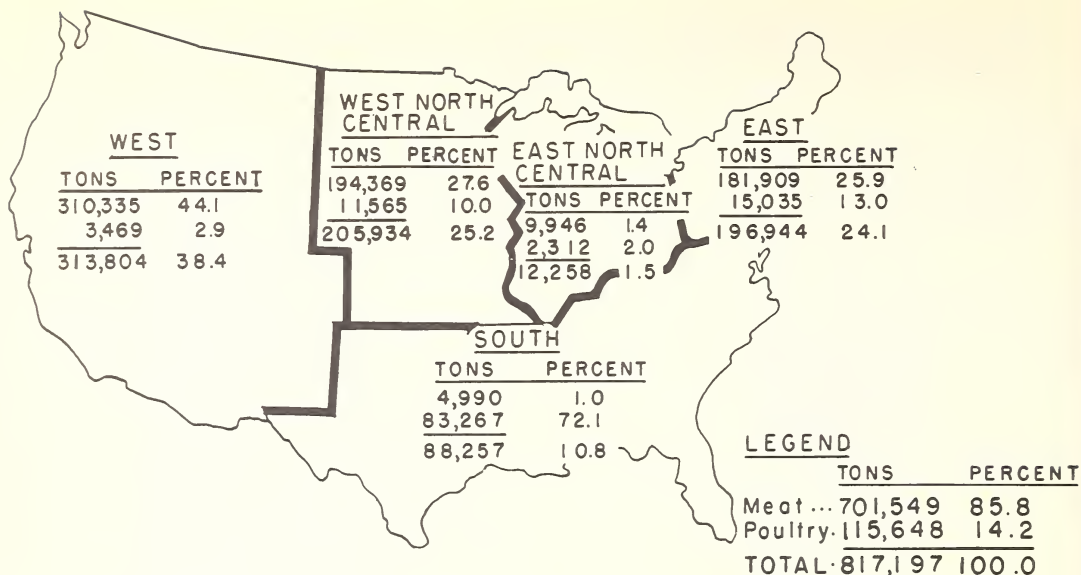 WEST
TONS PERCENT
310,335 44.1
3,469 2.9
313,804 38.4
WEST NORTH
CENTRAL
TONS PERCENT
194,369 27.6
11,565 10.0
205,934 25.2
EAST NORTH
CENTRAL
TONS PERCENT
9,946 1.4
2,312 2.0
12,258 1.5
EAST
TONS PERCENT
181,909 25.9
15,035 13.0
196,944 24.1
SOUTH
TONS PERCENT
4,990 1.0
83,267 72.1
88,257 10.8
LEGEND
TONS PERCENT
Meat... 701,549 85.8
Poultry. 115,648 14.2
TOTAL. 817,197 100.0